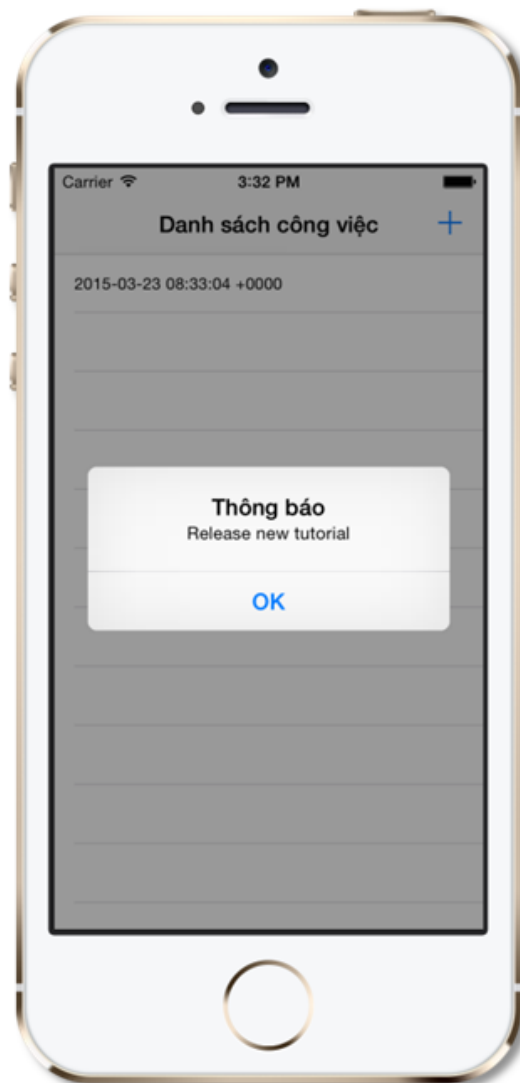 Carrier 3:32 PM
Danh sách công việc +
2015-03-23 08:33:04 +0000
Thông báo
Release new tutorial
OK